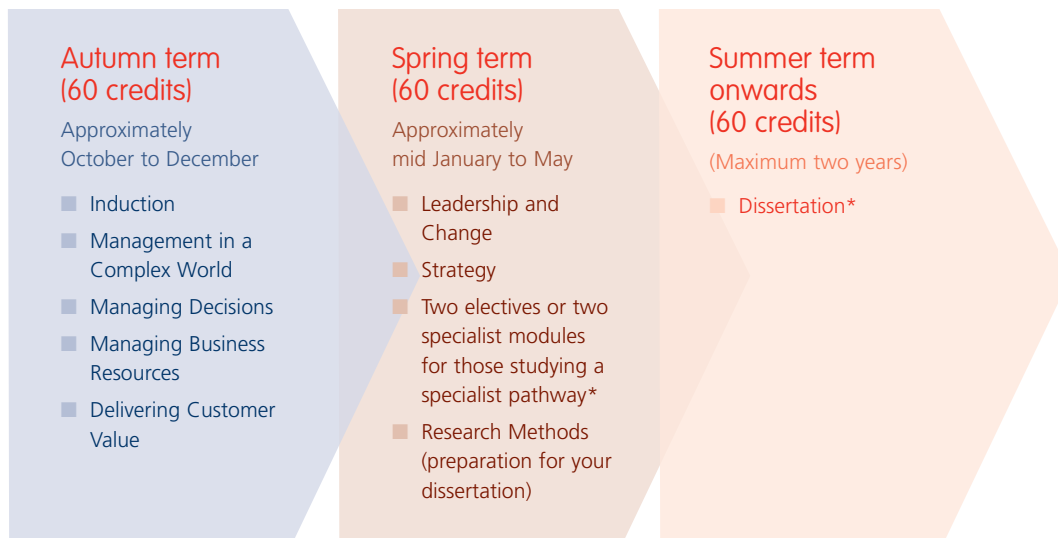 Autumn term
(60 credits)
Approximately
October to December
Induction
Management in a
Complex World
Managing Decisions
Managing Business
Resources
Delivering Customer
Value
Spring term
(60 credits)
Approximately
mid January to May
Leadership and
Change
Strategy
Two electives or two
specialist modules
for those studying a
specialist pathway*
Research Methods
(preparation for your
dissertation)
Summer term
onwards
(60 credits)
(Maximum two years)
Dissertation*